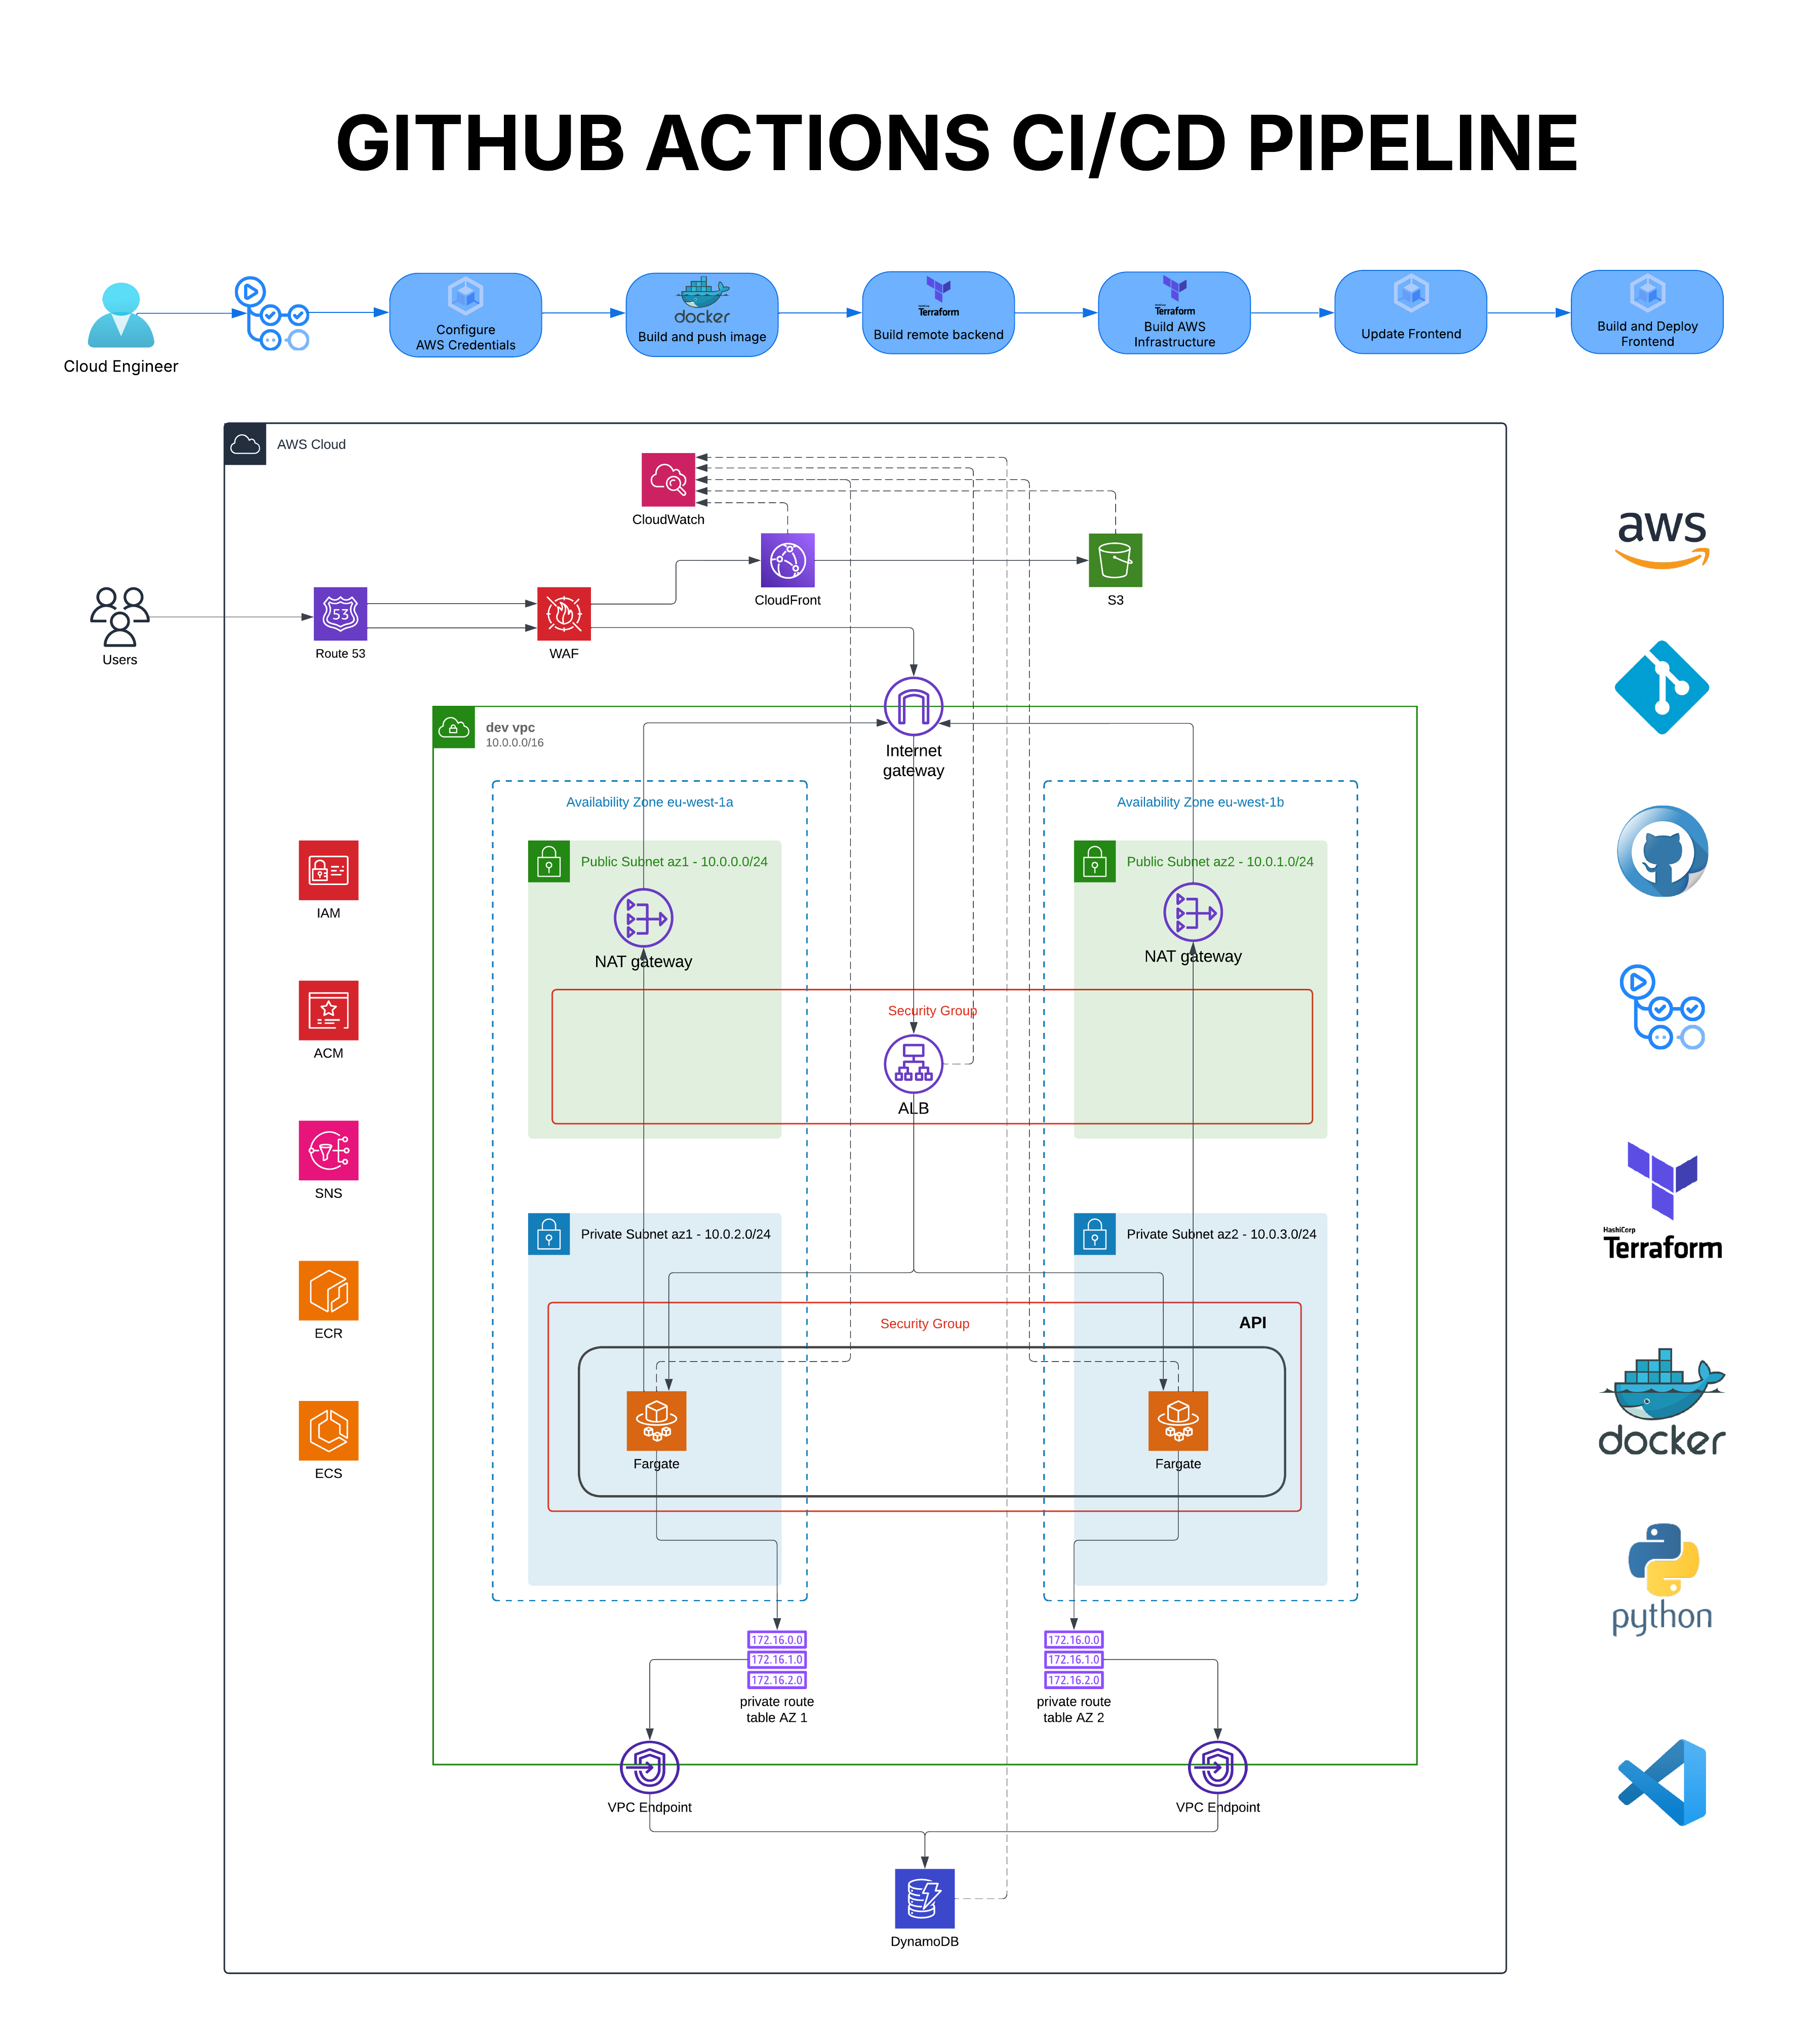 GITHUB ACTIONS CI/CD PIPELINE
Cloud Engineer
Configure
AWS Credentials
docker
Build and push image
HashiCorp
Terraform
Build remote backend
HashiCorp
Terraform
Build AWS
Infrastructure
Update Frontend
Build and Deploy
Frontend
AWS Cloud
CloudWatch
CloudFront
S3
Users
53
Route 53
WAF
Internet
gateway
dev vpc
10.0.0.0/16
Availability Zone eu-west-1a
Availability Zone eu-west-1b
Public Subnet az1 - 10.0.0.0/24
Public Subnet az2 - 10.0.1.0/24
NAT gateway
NAT gateway
Security Group
ALB
Private Subnet az1 - 10.0.2.0/24
Private Subnet az2 - 10.0.3.0/24
Security Group
API
Fargate
Fargate
172.16.0.0
172.16.1.0
172.16.2.0
private route
table AZ 1
172.16.0.0
172.16.1.0
172.16.2.0
private route
table AZ 2
VPC Endpoint
VPC Endpoint
DynamoDB
IAM
ACM
SNS
ECR
ECS
aws
HashiCorp
Terraform
docker
python